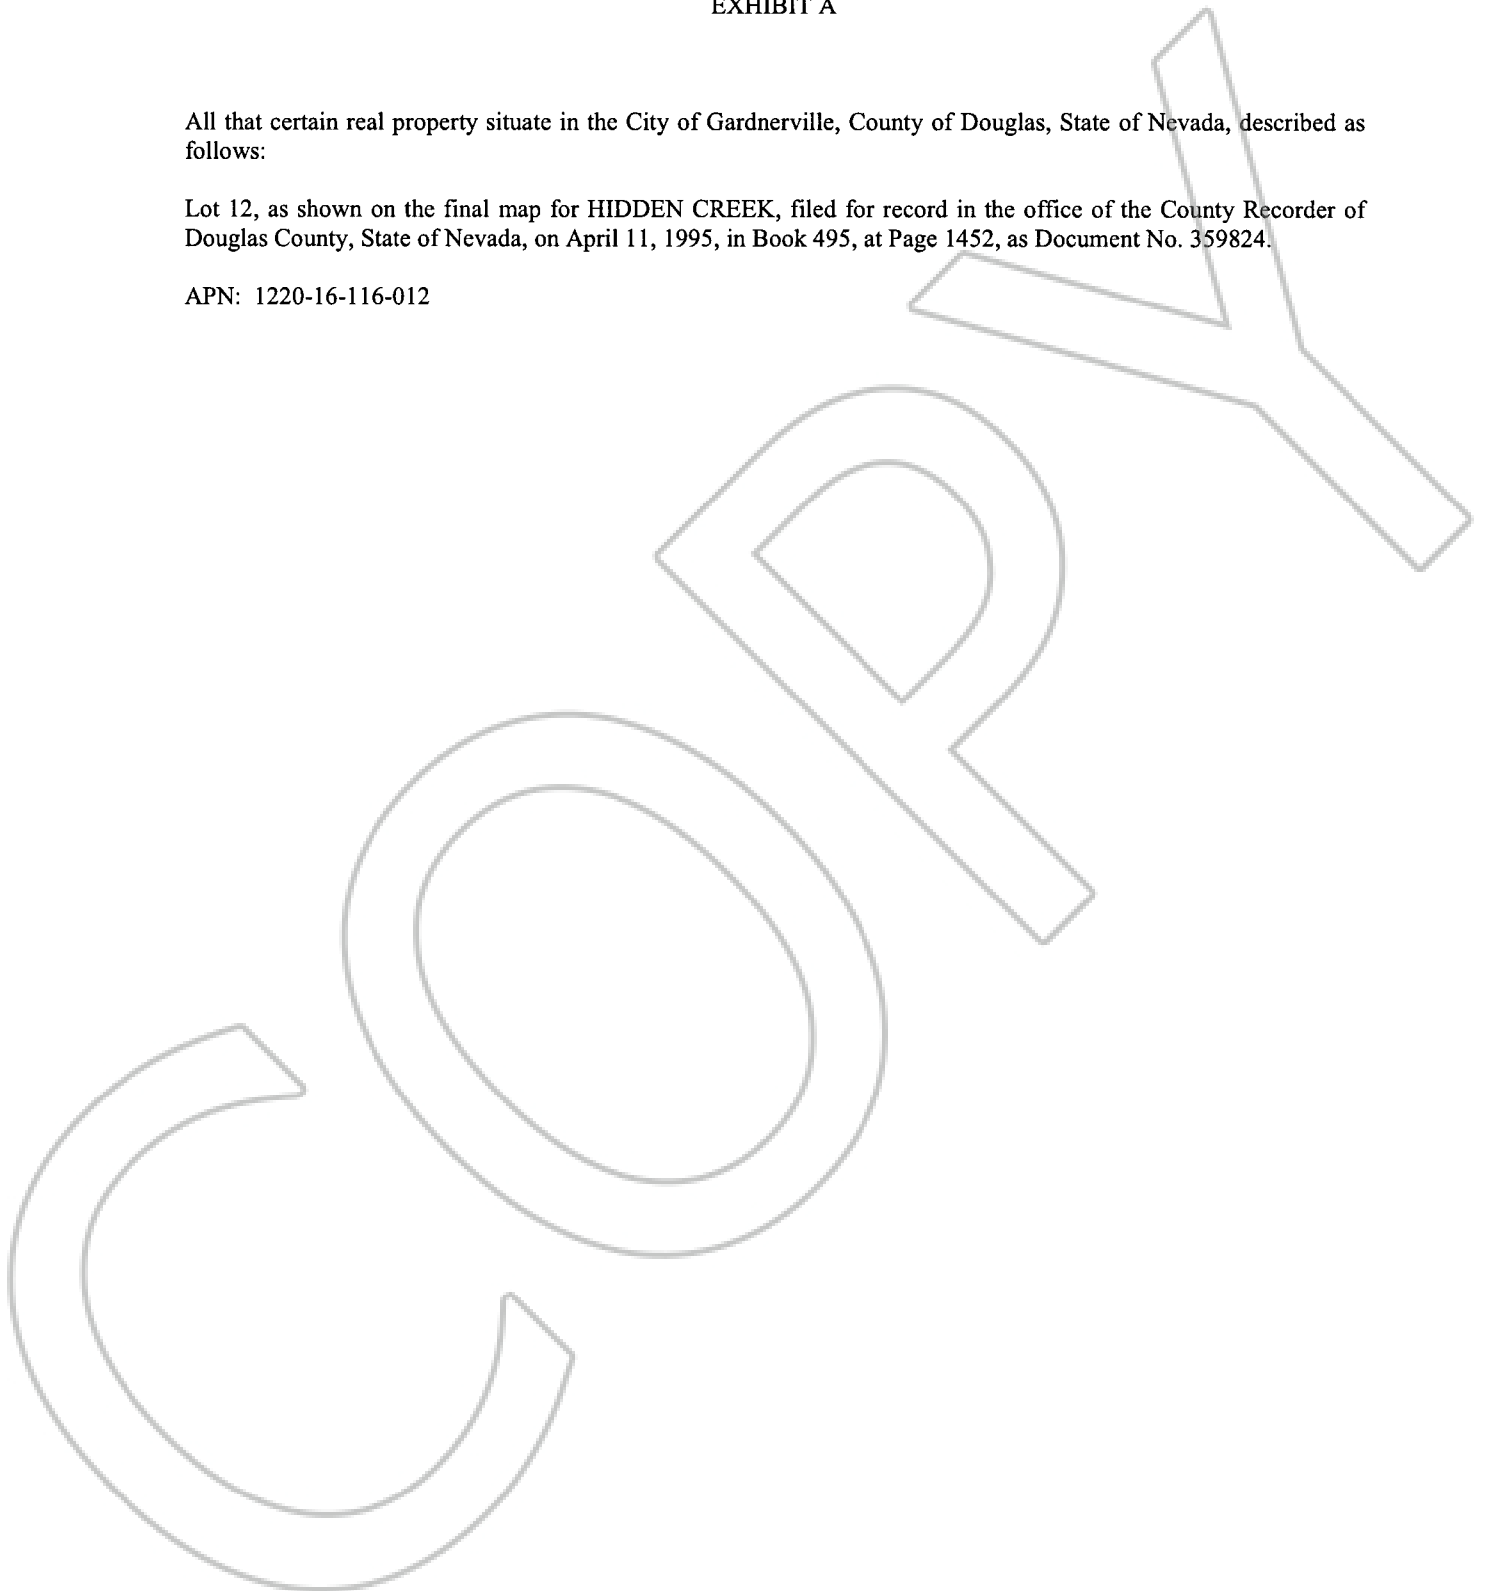 EXHIBIT A
All that certain real property situate in the City of Gardnerville, County of Douglas, State of Nevada, described as
follows:
Lot 12, as shown on the final map for HIDDEN CREEK, filed for record in the office of the County Recorder of
Douglas County, State of Nevada, on April 11, 1995, in Book 495, at Page 1452, as Document No. 359824.
APN: 1220-16-116-012
COPY